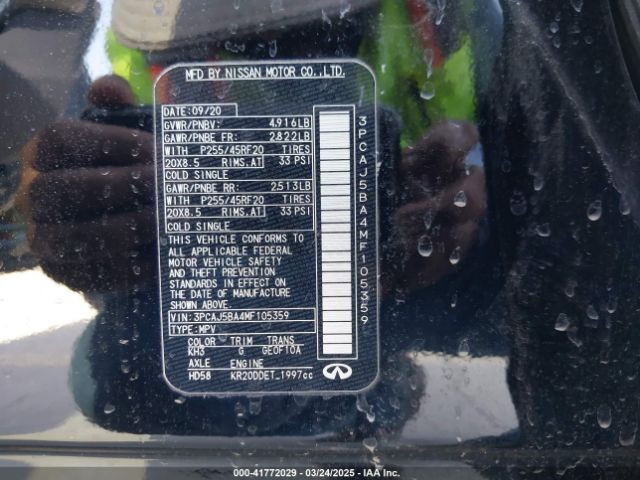 MFD BY NISSAN MOTOR CO.,LTD.
DATE: 09/20
GVWR/PNBV: 4,916LB
GAWR/PNBE FR: 2822LB
WITH P255/45RF20 TIRES
20X8.5 RIMS.AT 33 PSI
COLD SINGLE
GAWR/PNBE RR: 2513LB
WITH P255/45RF20 TIRES
20X8.5 RIMS.AT 33 PSI
COLD SINGLE
THIS VEHICLE CONFORMS TO
ALL APPLICABLE FEDERAL
MOTOR VEHICLE SAFETY
AND THEFT PREVENTION
STANDARDS IN EFFECT ON
THE DATE OF MANUFACTURE
SHOWN ABOVE
VIN: 3PCAJ5BA4MF105359
TYPE: MPV
COLOR TRIM TRANS
KH3 G GE0F10A
AXLE ENGINE
HD58 KR20DDET_1997cc
3PCAJ5BA4MF105359
000-41772029 - 03/24/2025 - IAA Inc.